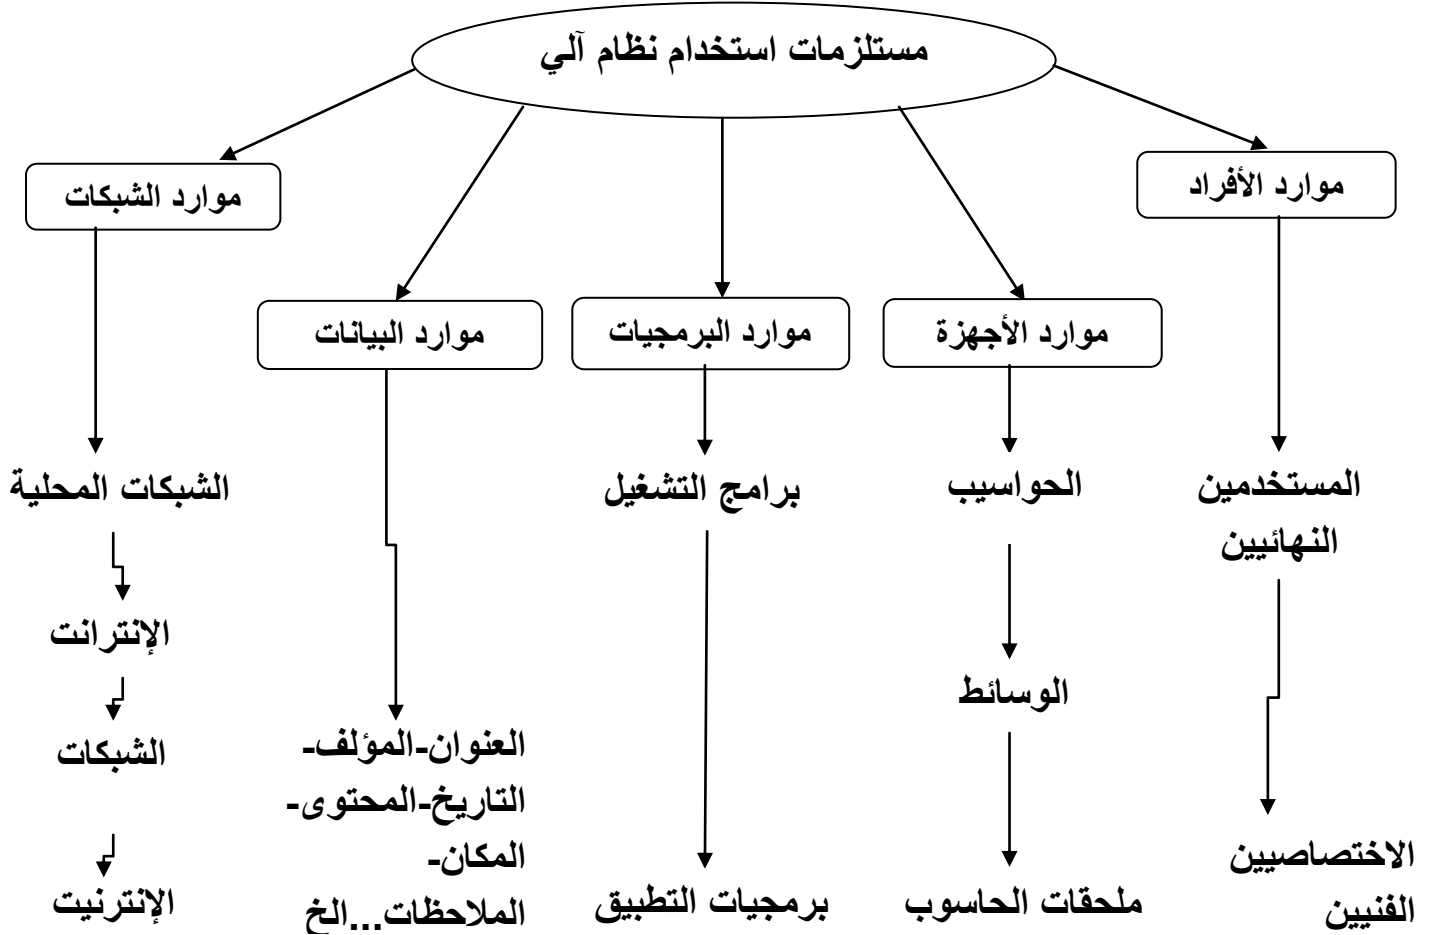 مستلزمات استخدام نظام آلي
موارد الأفراد
موارد الأجهزة
موارد البرمجيات
موارد البيانات
موارد الشبكات
المستخدمين
النهائيين
الاختصاصيين
الفنيين
الحواسيب
الوسائط
ملحقات الحاسوب
برامج التشغيل
برمجيات التطبيق
العنوان-المؤلف-
التاريخ-المحتوى-
المكان-
الملاحظات...الخ
الشبكات المحلية
الإنترانت
الشبكات
الإنترنيت